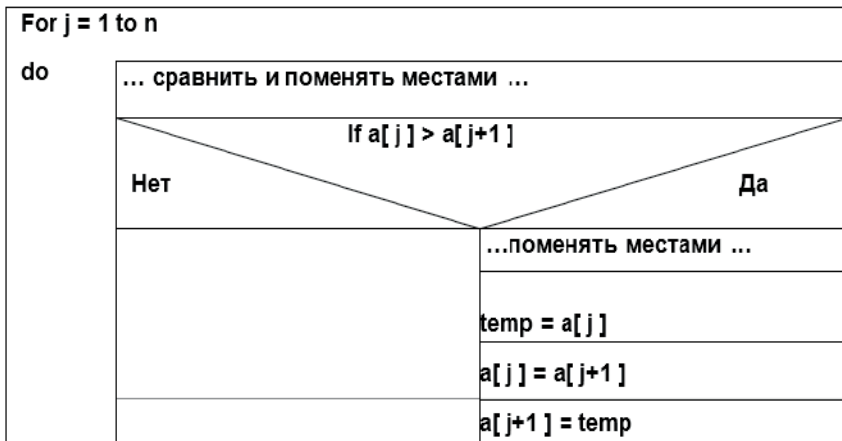 For j = 1 to n
do
... сравнить и поменять местами ...
If a[ j ] > a[ j+1 ]
Нет
Да
...поменять местами ...
temp = a[ j ]
a[ j ] = a[ j+1 ]
a[ j+1 ] = temp